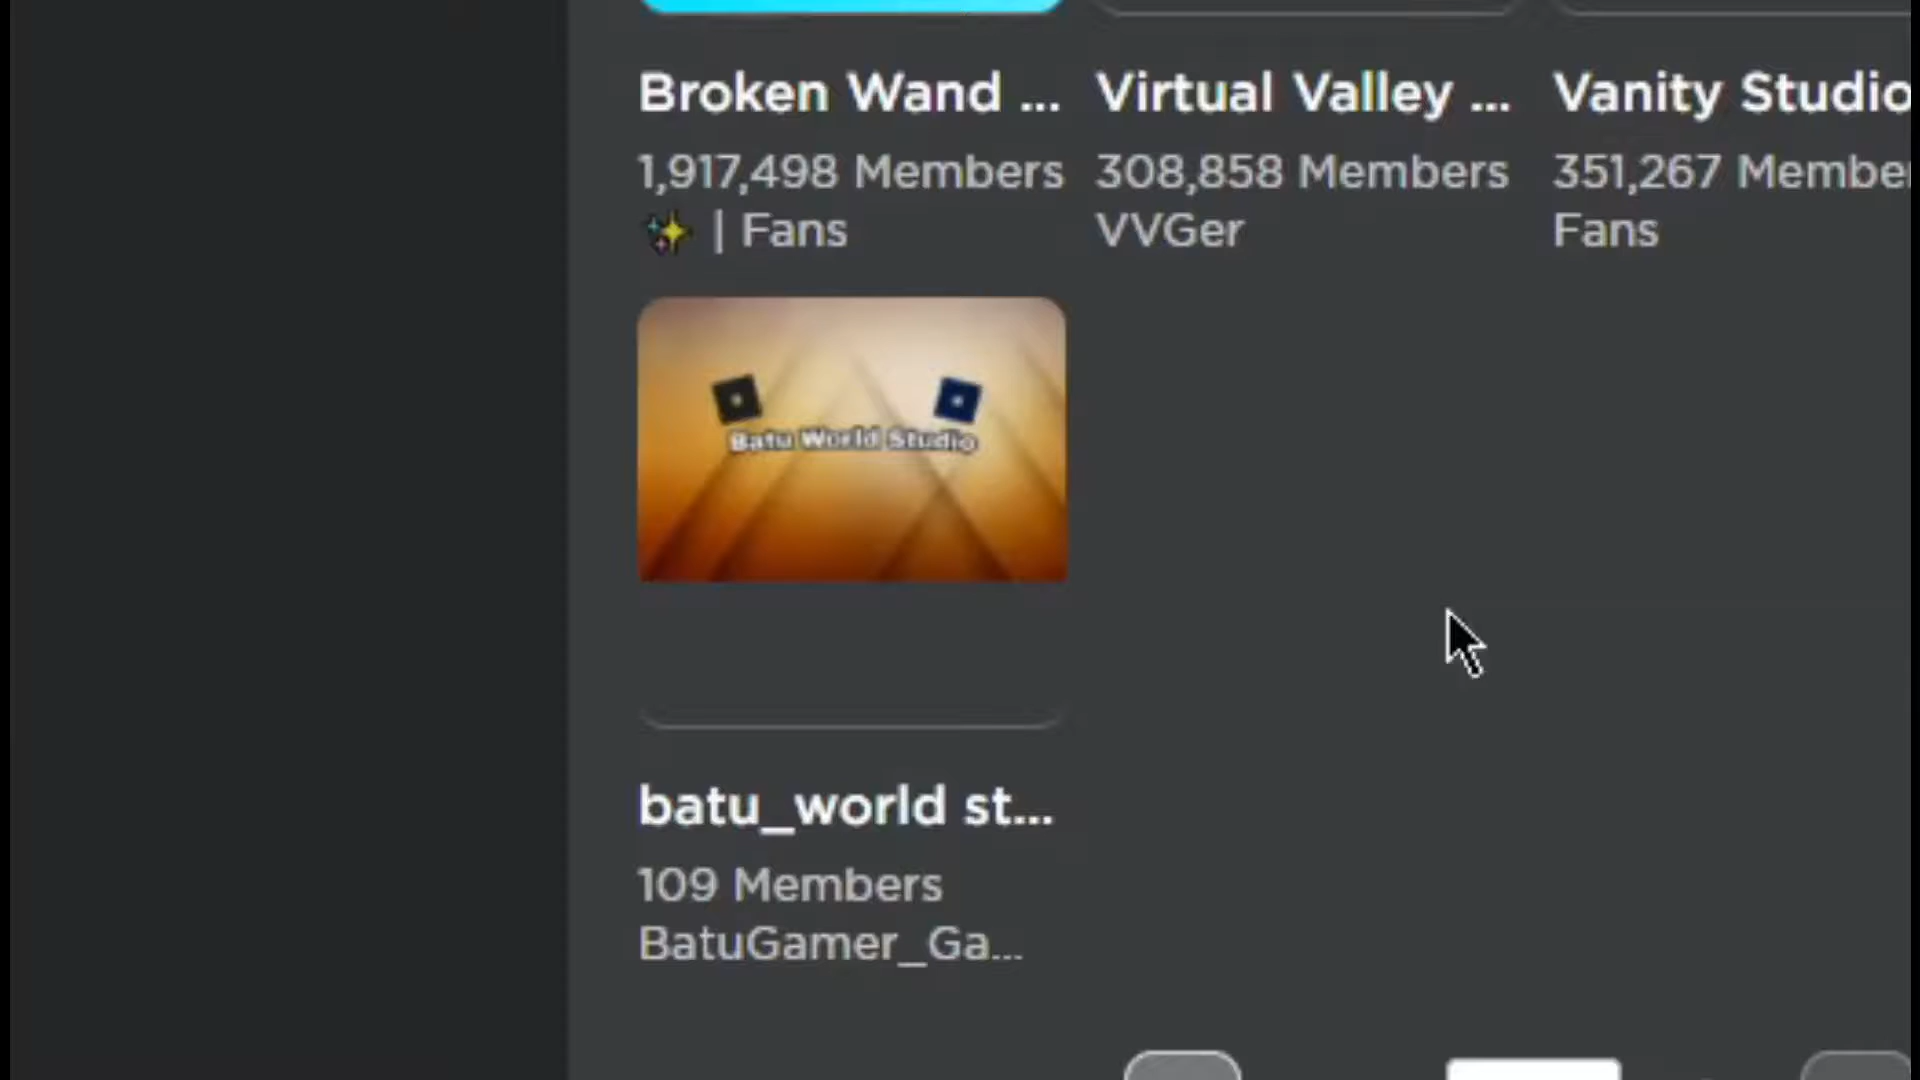 Broken Wand ...
1,917,498 Members
✨ | Fans
Virtual Valley ...
308,858 Members
VVGer
Vanity Studio
351,267 Membe
Fans
Batu World Studio
batu_world st...
109 Members
BatuGamer_Ga...